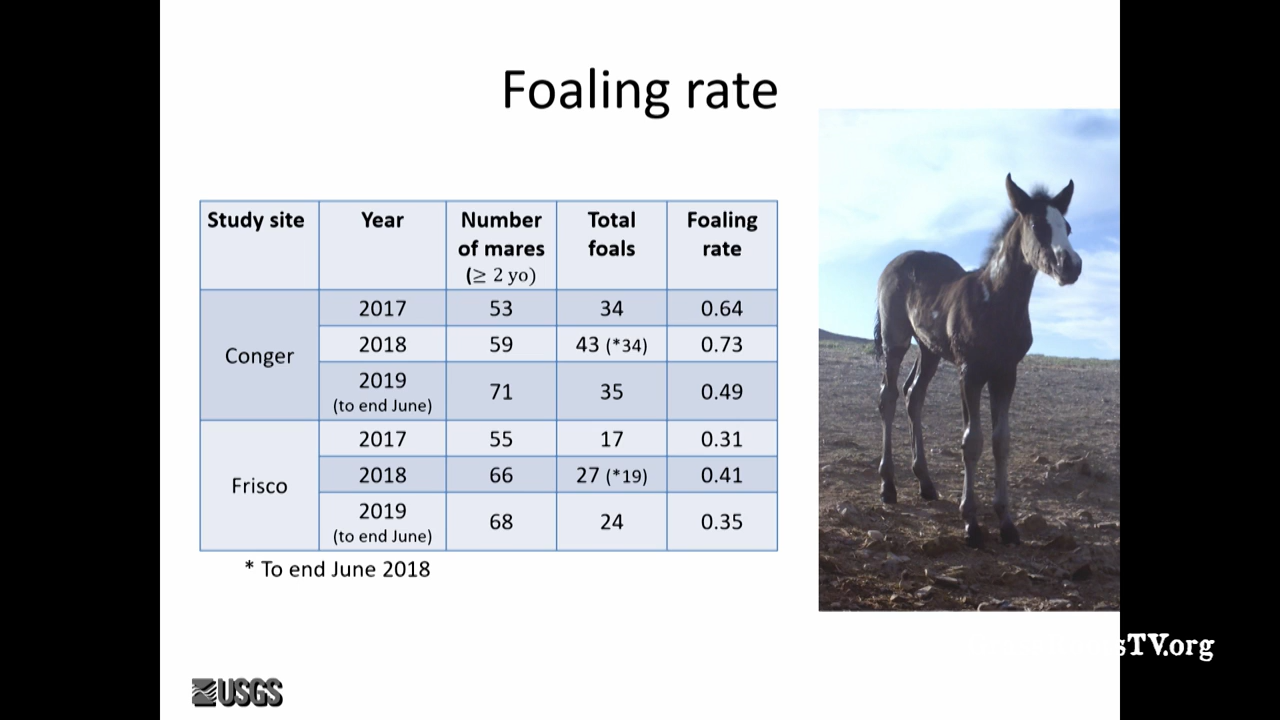 Foaling rate
Study site Year Number of mares (≥ 2 yo) Total foals Foaling rate
Conger 2017 53 34 0.64
2018 59 43 (*34) 0.73
2019 (to end June) 71 35 0.49
Frisco 2017 55 17 0.31
2018 66 27 (*19) 0.41
2019 (to end June) 68 24 0.35
* To end June 2018
sTV.org
USGS